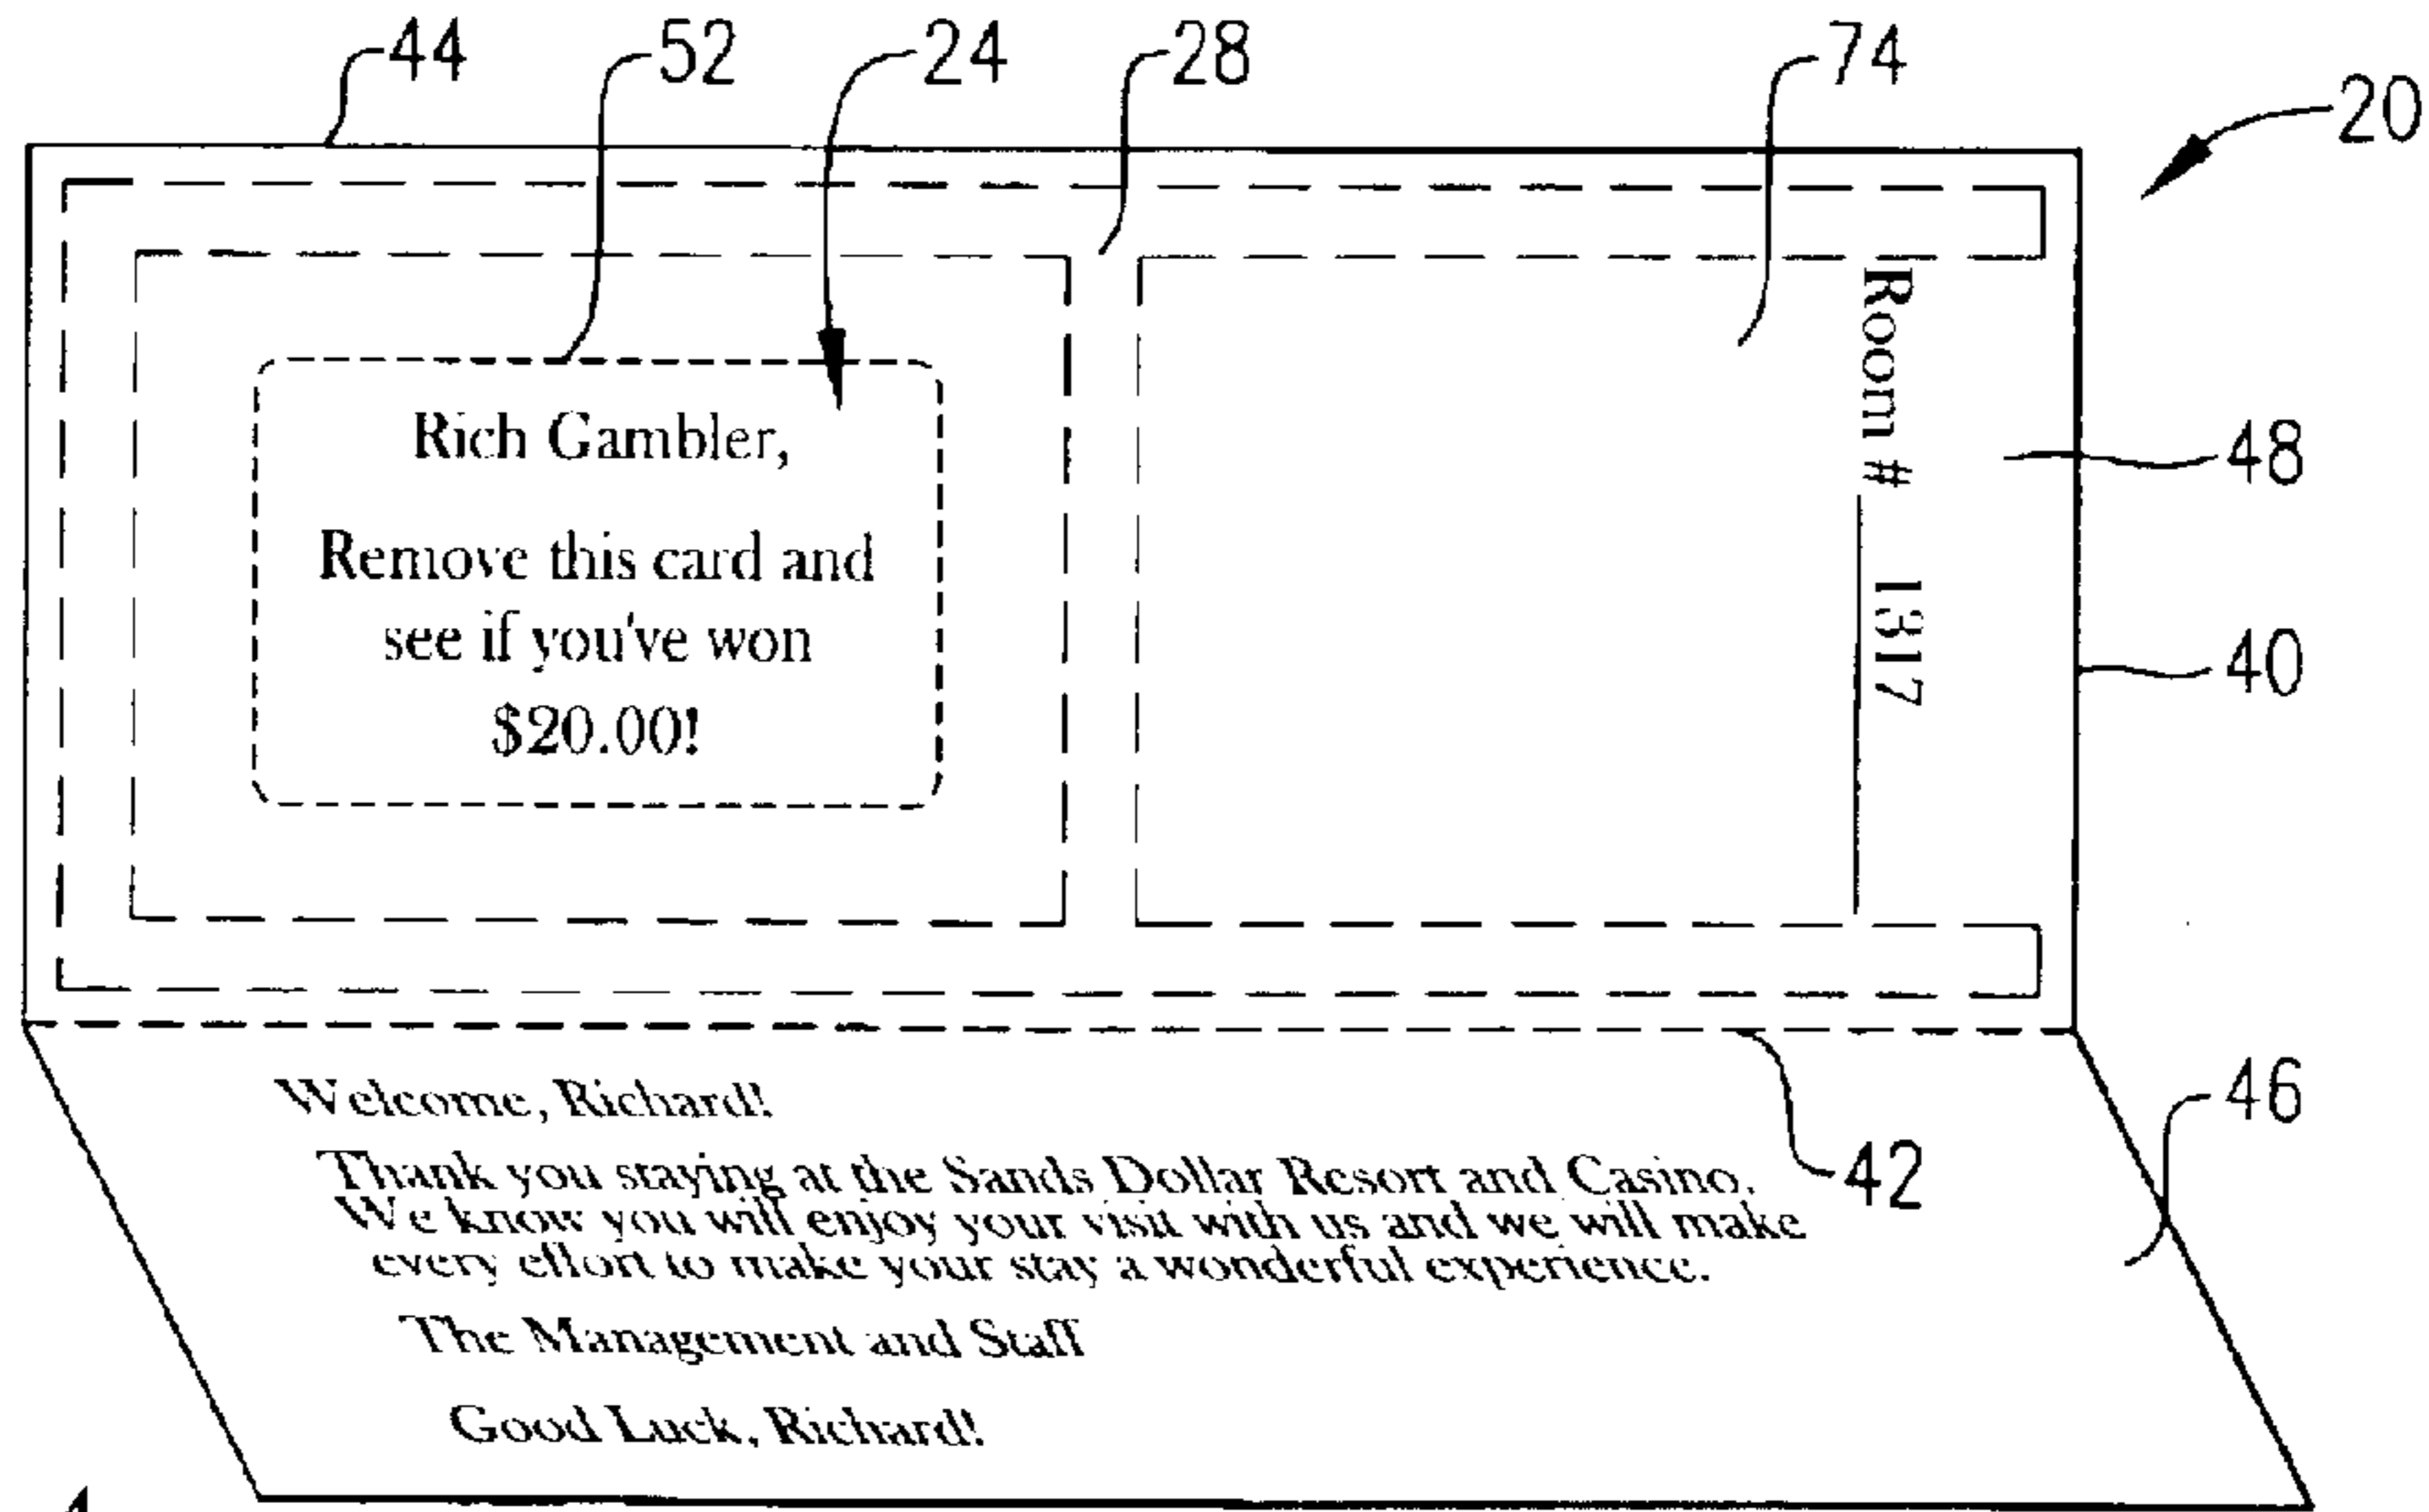 44
52
24
28
74
20
Rich Gambler,
Remove this card and
see if you've won
$20.00!
Room # 1317
48
40
42
46
Welcome, Richard!
Thank you staying at the Sands Dollar Resort and Casino.
We know you will enjoy your visit with us and we will make
every effort to make your stay a wonderful experience.
The Management and Staff
Good Luck, Richard!